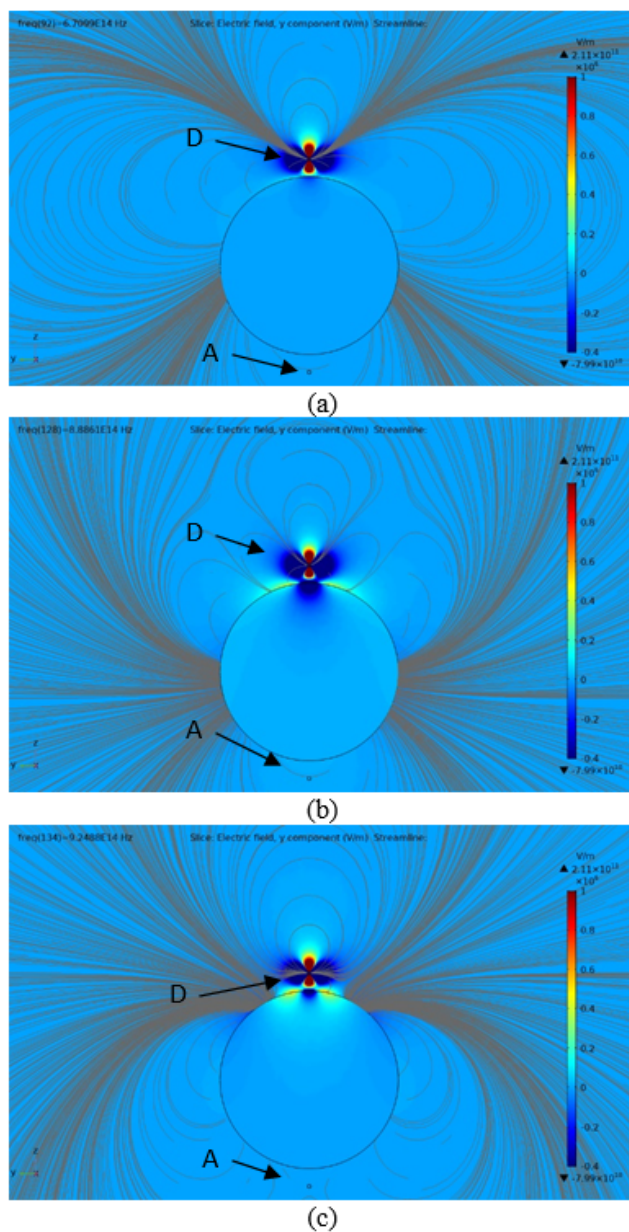 freq(92)=6.7099E14 Hz Slice: Electric field, y component (V/m) Streamline:
V/m
▲ 2.11×10¹¹
×10⁶
1
0.8
0.6
0.4
0.2
0
-0.2
-0.4
▼ -7.99×10¹⁰
D
A
z
y x
(a)
freq(128)=8.8861E14 Hz Slice: Electric field, y component (V/m) Streamline:
V/m
▲ 2.11×10¹¹
×10⁶
1
0.8
0.6
0.4
0.2
0
-0.2
-0.4
▼ -7.99×10¹⁰
D
A
z
y x
(b)
freq(134)=9.2488E14 Hz Slice: Electric field, y component (V/m) Streamline:
V/m
▲ 2.11×10¹¹
×10⁶
1
0.8
0.6
0.4
0.2
0
-0.2
-0.4
▼ -7.99×10¹⁰
D
A
z
y x
(c)